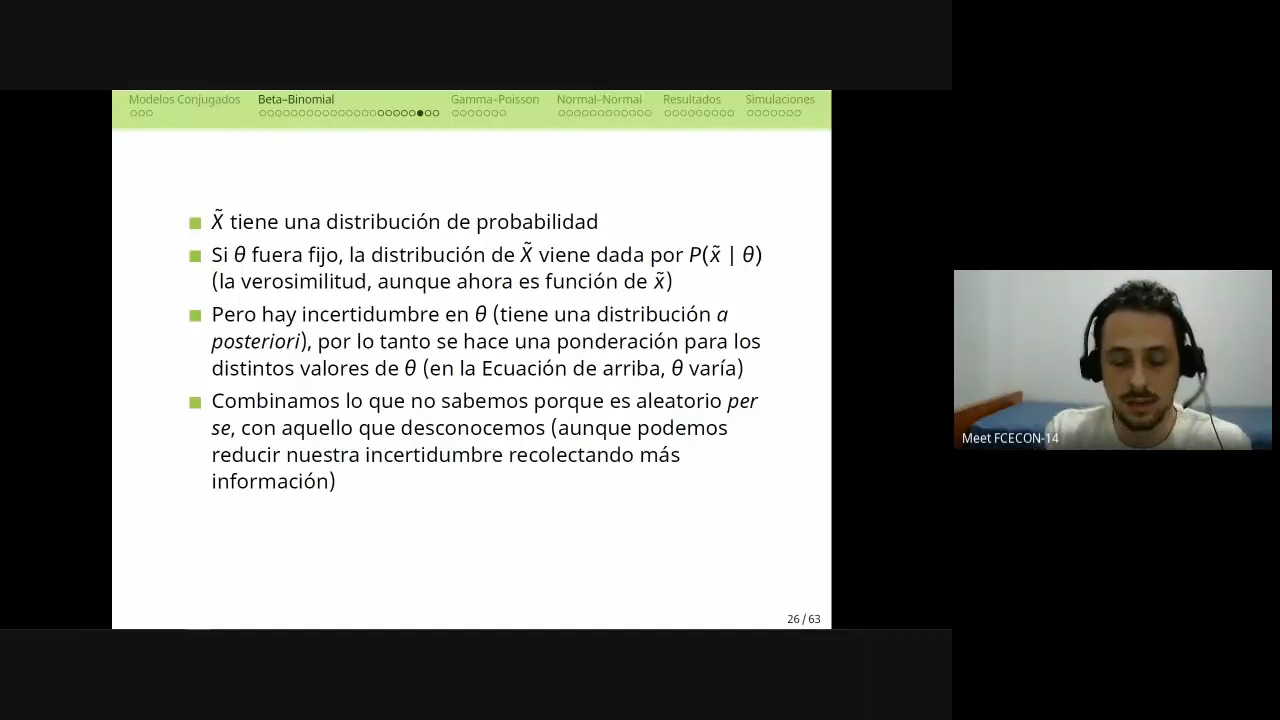 Modelos Conjugados Beta–Binomial Gamma–Poisson Normal–Normal Resultados Simulaciones
X̃ tiene una distribución de probabilidad
Si θ fuera fijo, la distribución de X̃ viene dada por P(x̃ | θ)
(la verosimilitud, aunque ahora es función de x̃)
Pero hay incertidumbre en θ (tiene una distribución a
posteriori), por lo tanto se hace una ponderación para los
distintos valores de θ (en la Ecuación de arriba, θ varía)
Combinamos lo que no sabemos porque es aleatorio per
se, con aquello que desconocemos (aunque podemos
reducir nuestra incertidumbre recolectando más
información)
26 / 63
Meet FCECON-14